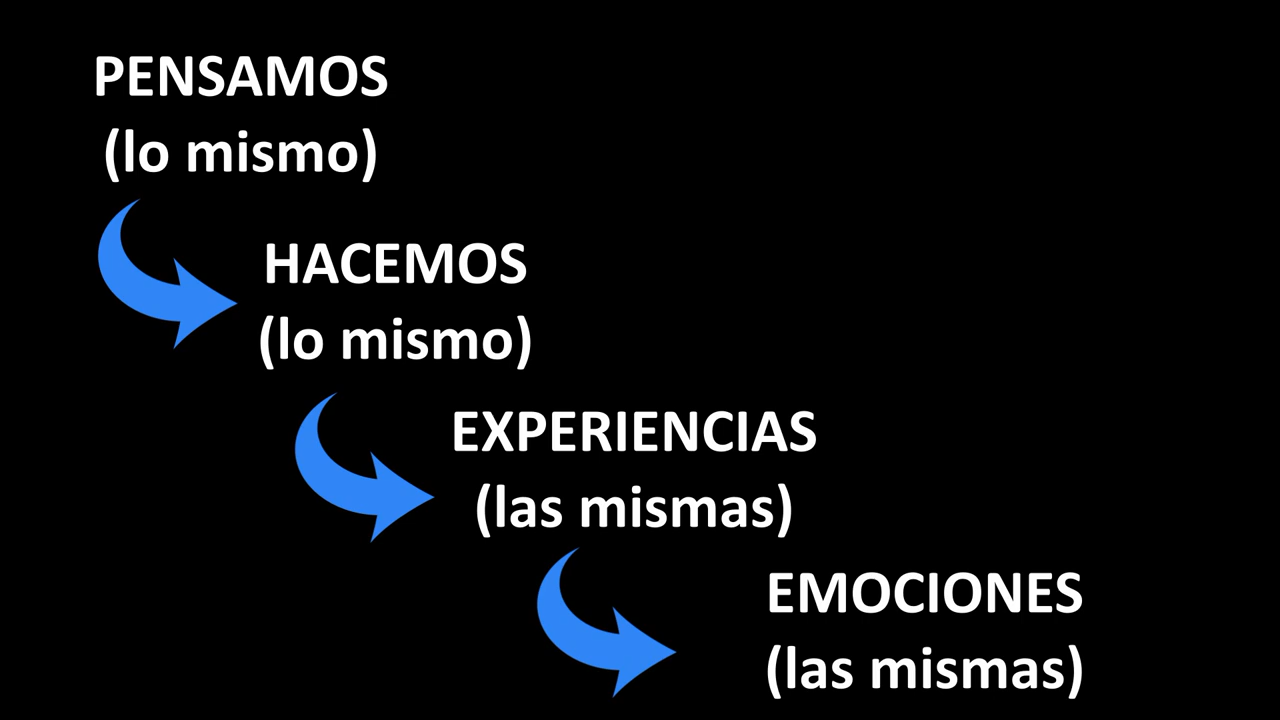 PENSAMOS
(lo mismo)
HACEMOS
(lo mismo)
EXPERIENCIAS
(las mismas)
EMOCIONES
(las mismas)